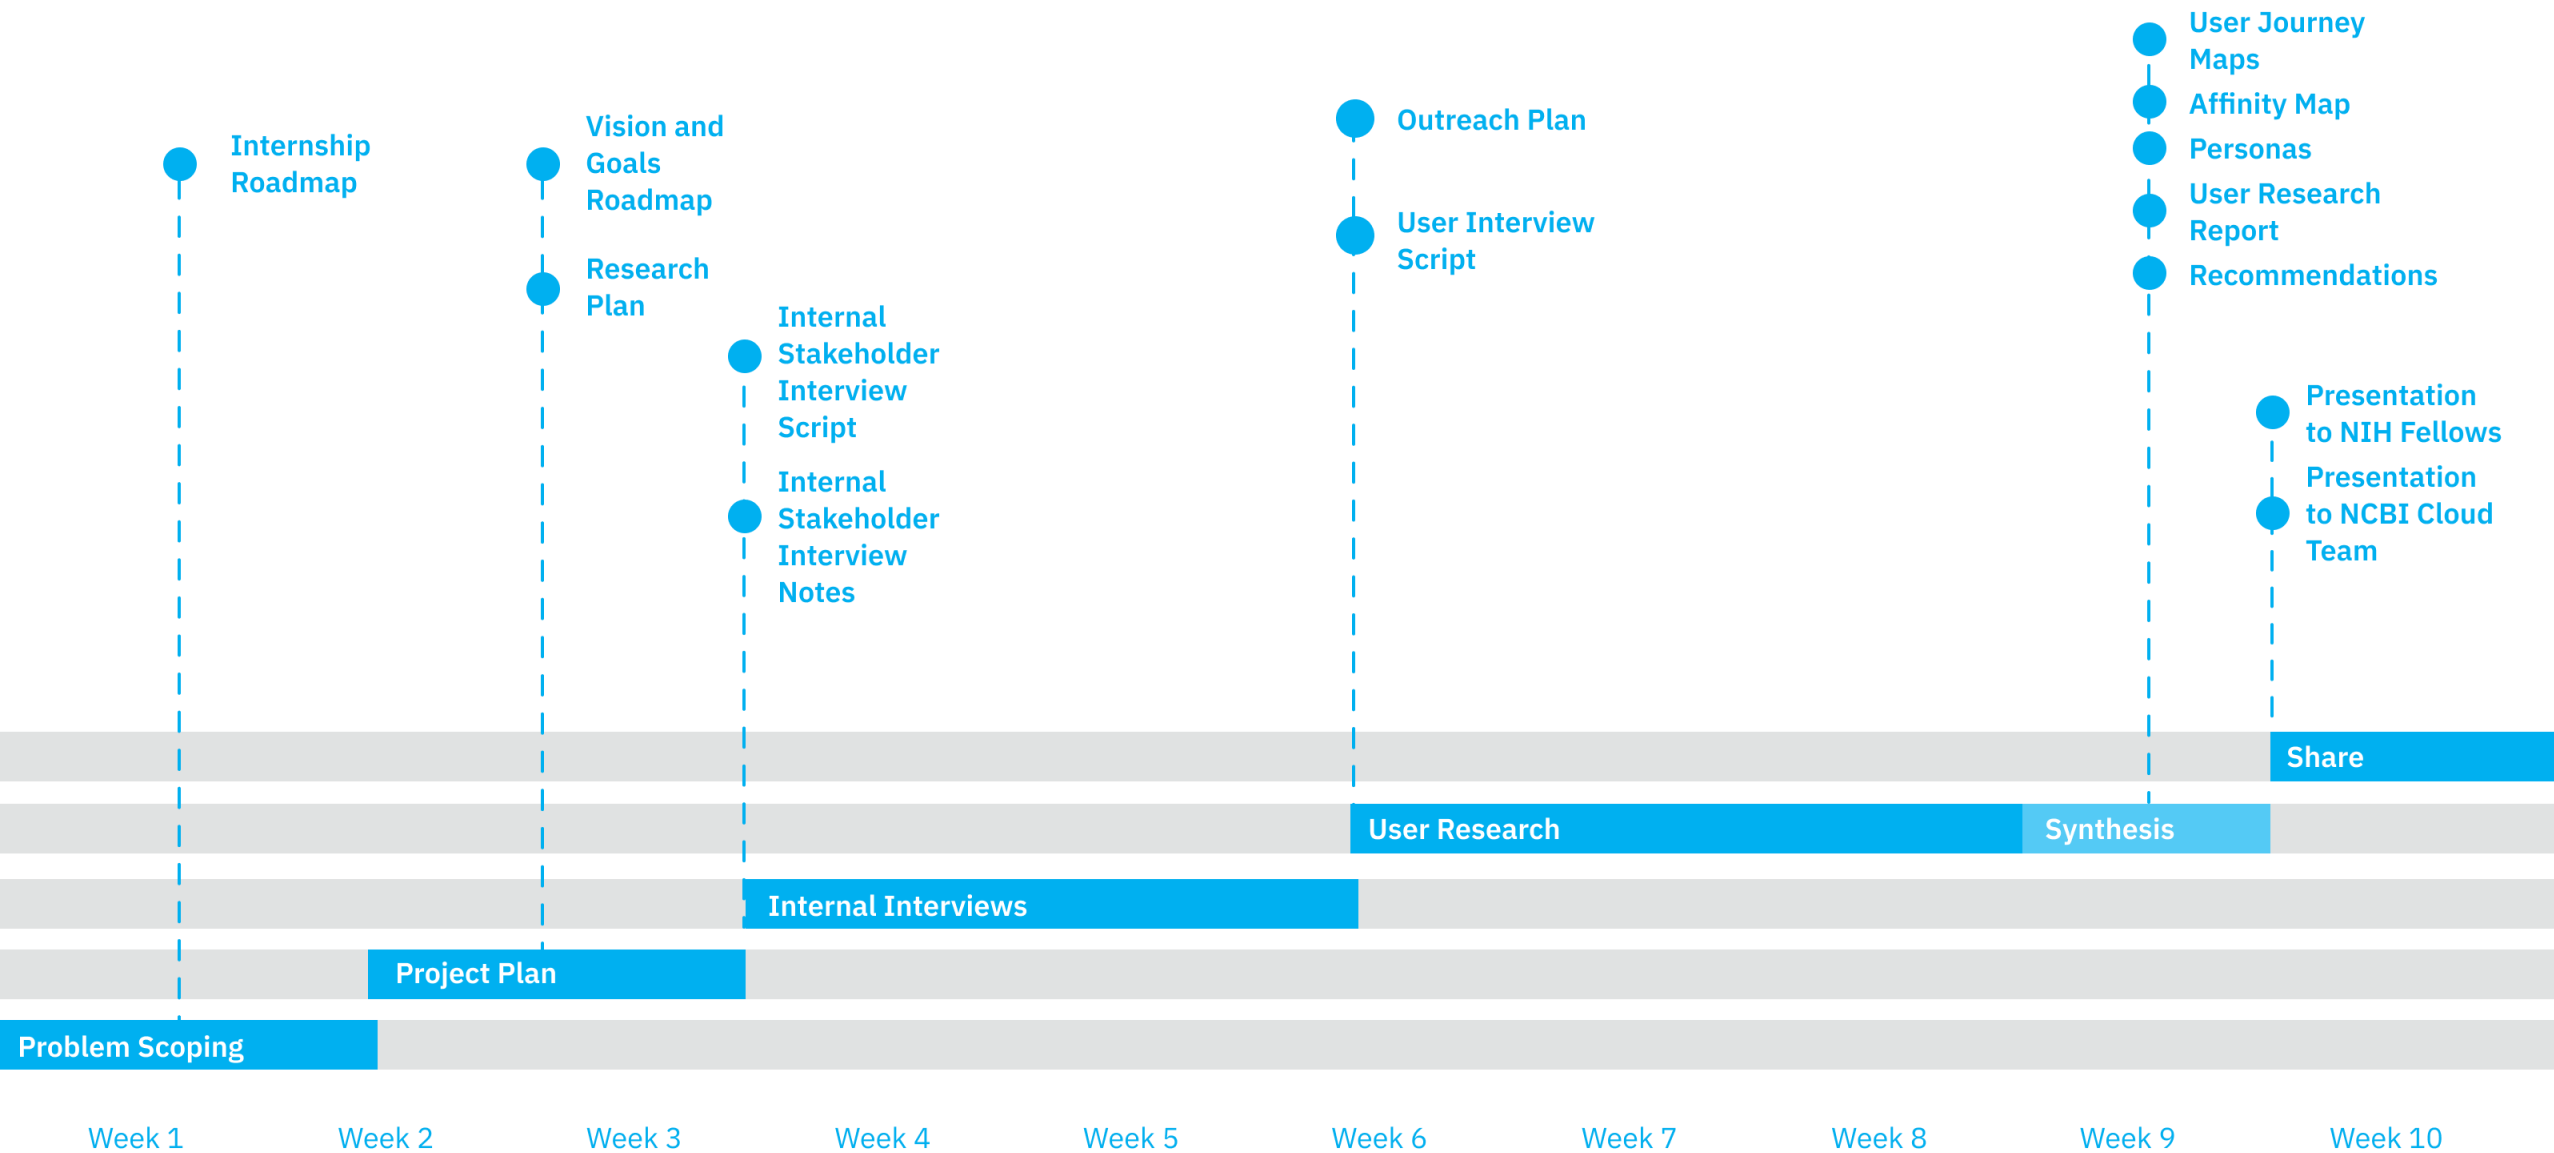 Internship
Roadmap
Vision and
Goals
Roadmap
Research
Plan
Internal
Stakeholder
Interview
Script
Internal
Stakeholder
Interview
Notes
Outreach Plan
User Interview
Script
User Journey
Maps
Affinity Map
Personas
User Research
Report
Recommendations
Presentation
to NIH Fellows
Presentation
to NCBI Cloud
Team
Share
User Research
Synthesis
Internal Interviews
Project Plan
Problem Scoping
Week 1
Week 2
Week 3
Week 4
Week 5
Week 6
Week 7
Week 8
Week 9
Week 10